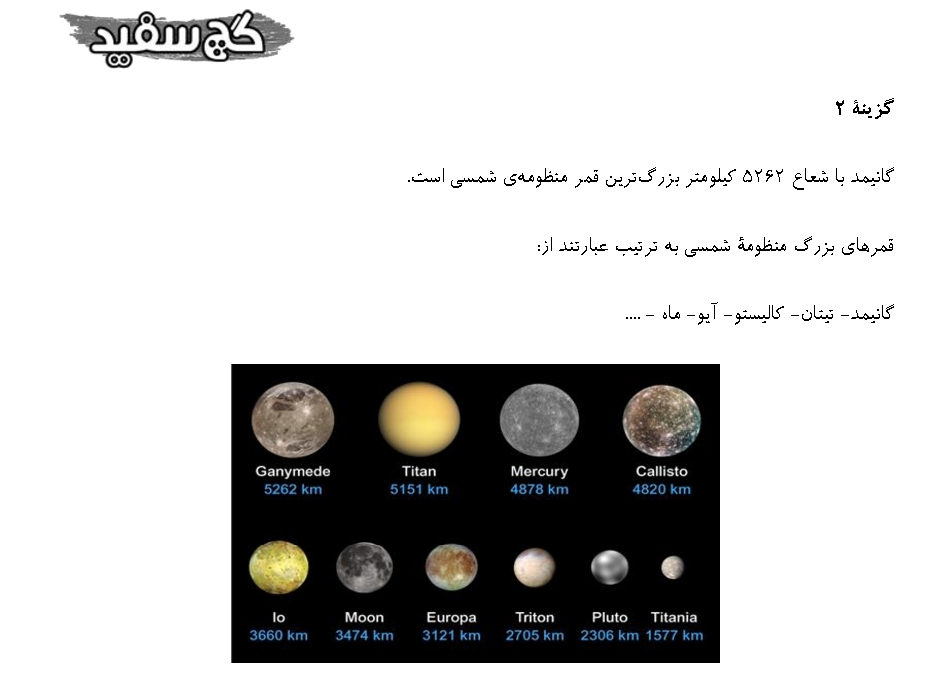 گچ سفید
گزینهٔ ۲
گانیمد با شعاع ۵۲۶۲ کیلومتر بزرگ‌ترین قمر منظومه‌ی شمسی است.
قمرهای بزرگ منظومهٔ شمسی به ترتیب عبارتند از:
گانیمد- تیتان- کالیستو- آیو- ماه - ....
Ganymede Titan Mercury Callisto
5262 km 5151 km 4878 km 4820 km
Io Moon Europa Triton Pluto Titania
3660 km 3474 km 3121 km 2705 km 2306 km 1577 km